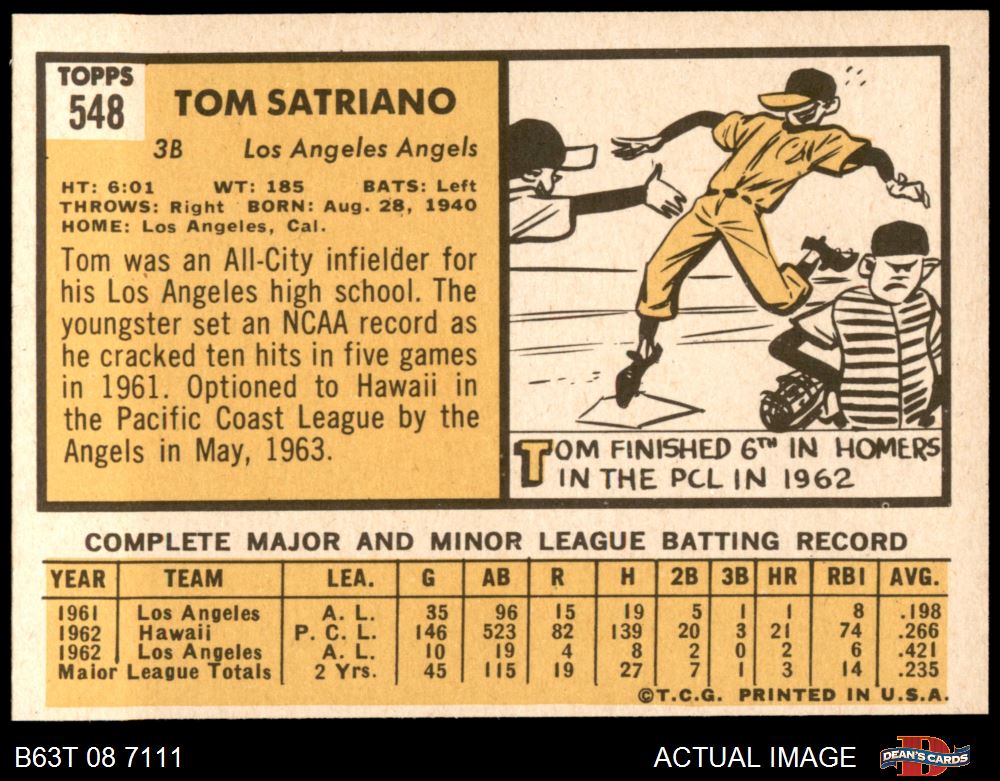 TOPPS
548
TOM SATRIANO
3B Los Angeles Angels
HT: 6:01 WT: 185 BATS: Left
THROWS: Right BORN: Aug. 28, 1940
HOME: Los Angeles, Cal.
Tom was an All-City infielder for
his Los Angeles high school. The
youngster set an NCAA record as
he cracked ten hits in five games
in 1961. Optioned to Hawaii in
the Pacific Coast League by the
Angels in May, 1963.
TOM FINISHED 6TH IN HOMERS
IN THE PCL IN 1962
COMPLETE MAJOR AND MINOR LEAGUE BATTING RECORD
YEAR TEAM LEA. G AB R H 2B 3B HR RBI AVG.
1961 Los Angeles A. L. 35 96 15 19 5 1 1 8 .198
1962 Hawaii P. C. L. 146 523 82 139 20 3 21 74 .266
1962 Los Angeles A. L. 10 19 4 8 2 0 2 6 .421
Major League Totals 2 Yrs. 45 115 19 27 7 1 3 14 .235
©T.C.G. PRINTED IN U.S.A.
B63T 08 7111 ACTUAL IMAGE DEAN'S CARDS